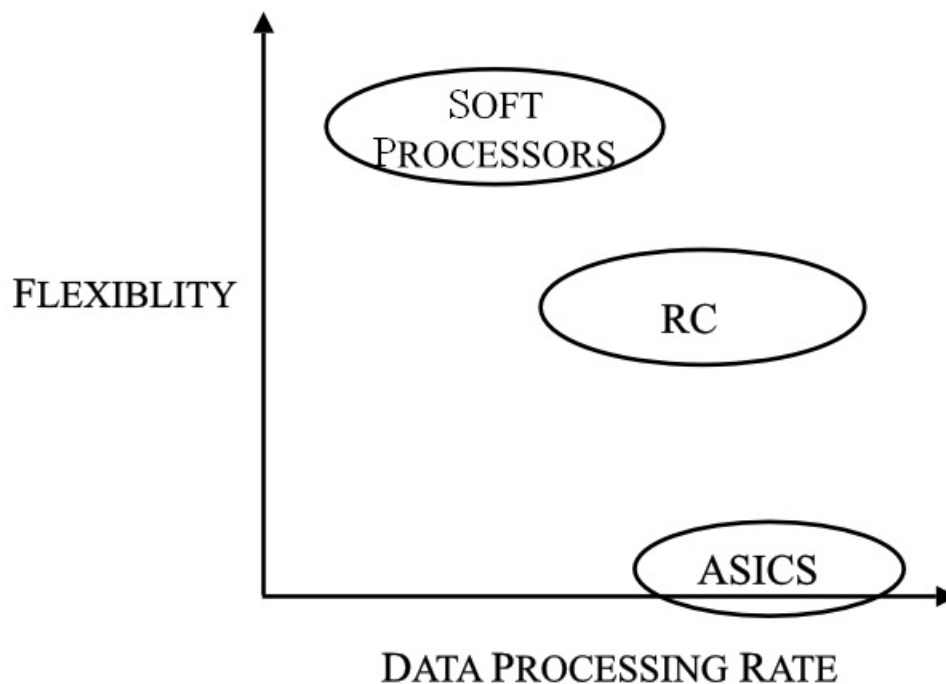 SOFT
PROCESSORS
FLEXIBLITY
RC
ASICS
DATA PROCESSING RATE